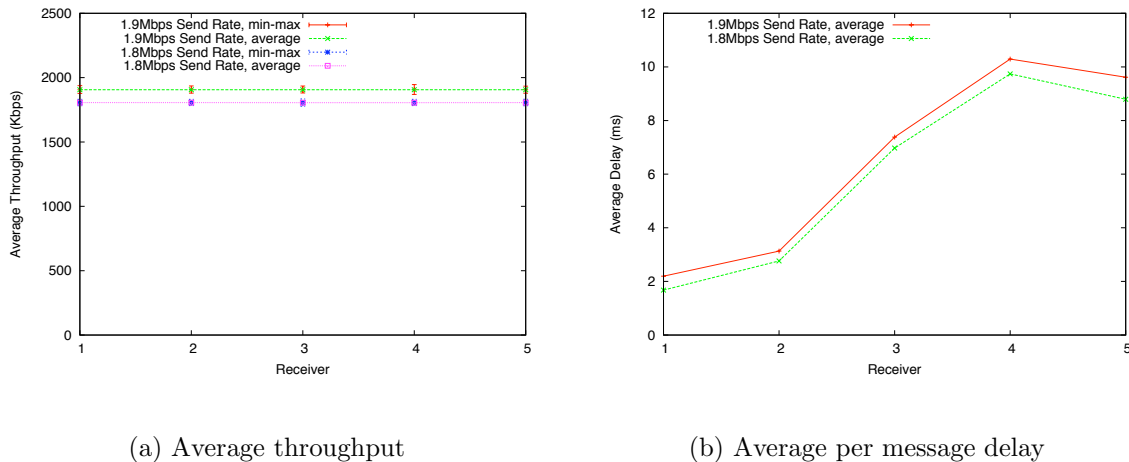 2500
2000
1500
1000
500
0
1.9Mbps Send Rate, min-max
1.9Mbps Send Rate, average
1.8Mbps Send Rate, min-max
1.8Mbps Send Rate, average
Average Throughput (Kbps)
1 2 3 4 5
Receiver
(a) Average throughput
12
10
8
6
4
2
0
1.9Mbps Send Rate, average
1.8Mbps Send Rate, average
Average Delay (ms)
1 2 3 4 5
Receiver
(b) Average per message delay